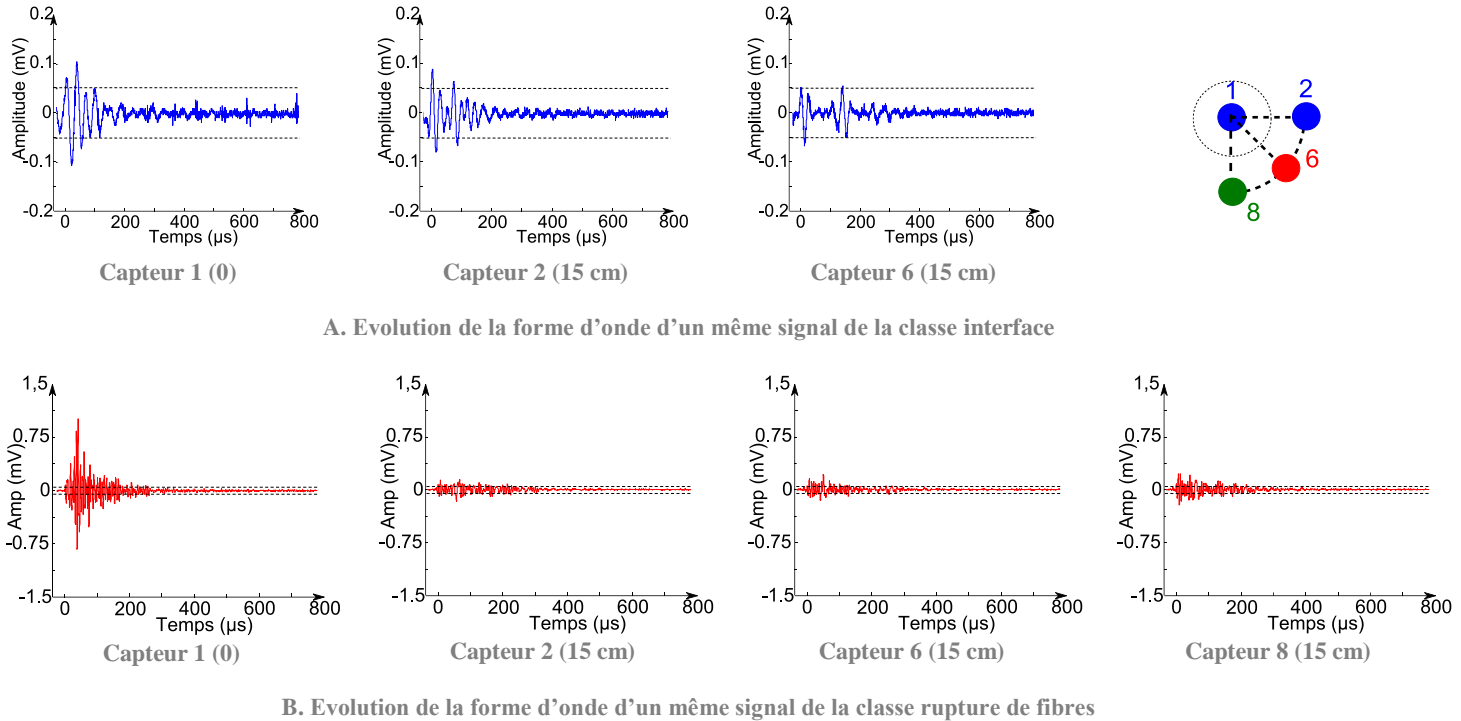 0.2
0.1
0
-0.1
-0.2
Amplitude (mV)
0 200 400 600 800
Temps (µs)
Capteur 1 (0)
0.2
0.1
0
-0.1
-0.2
Amplitude (mV)
0 200 400 600 800
Temps (µs)
Capteur 2 (15 cm)
0.2
0.1
0
-0.1
-0.2
Amplitude (mV)
0 200 400 600 800
Temps (µs)
Capteur 6 (15 cm)
1
2
6
8
A. Evolution de la forme d’onde d’un même signal de la classe interface
1,5
0.75
0
-0.75
-1.5
Amp (mV)
0 200 400 600 800
Temps (µs)
Capteur 1 (0)
1,5
0.75
0
-0.75
-1.5
Amp (mV)
0 200 400 600 800
Temps (µs)
Capteur 2 (15 cm)
1,5
0.75
0
-0.75
-1.5
Amp (mV)
0 200 400 600 800
Temps (µs)
Capteur 6 (15 cm)
1,5
0.75
0
-0.75
-1.5
Amp (mV)
0 200 400 600 800
Temps (µs)
Capteur 8 (15 cm)
B. Evolution de la forme d’onde d’un même signal de la classe rupture de fibres